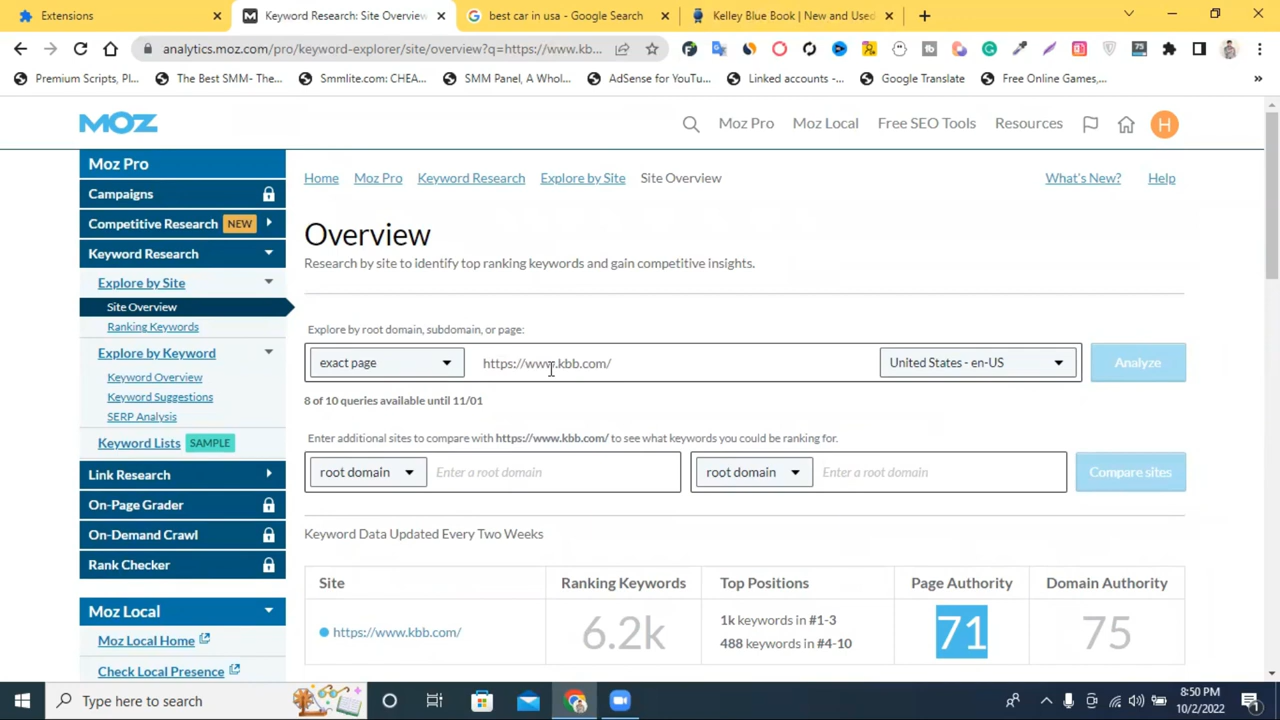 Extensions
Keyword Research: Site Overview
best car in usa - Google Search
Kelley Blue Book | New and Used
analytics.moz.com/pro/keyword-explorer/site/overview?q=https://www.kb...
Premium Scripts, Pl...
The Best SMM- The...
Smmlite.com: CHEA...
SMM Panel, A Whol...
AdSense for YouTu...
Linked accounts -...
Google Translate
Free Online Games,...
MOZ
Moz Pro
Moz Local
Free SEO Tools
Resources
H
Moz Pro
Campaigns
Competitive Research NEW
Keyword Research
Explore by Site
Site Overview
Ranking Keywords
Explore by Keyword
Keyword Overview
Keyword Suggestions
SERP Analysis
Keyword Lists SAMPLE
Link Research
On-Page Grader
On-Demand Crawl
Rank Checker
Moz Local
Moz Local Home
Check Local Presence
Home
Moz Pro
Keyword Research
Explore by Site
Site Overview
What's New?
Help
Overview
Research by site to identify top ranking keywords and gain competitive insights.
Explore by root domain, subdomain, or page:
exact page
https://www.kbb.com/
United States - en-US
Analyze
8 of 10 queries available until 11/01
Enter additional sites to compare with https://www.kbb.com/ to see what keywords you could be ranking for.
root domain
Enter a root domain
root domain
Enter a root domain
Compare sites
Keyword Data Updated Every Two Weeks
Site
Ranking Keywords
Top Positions
Page Authority
Domain Authority
https://www.kbb.com/
6.2k
1k keywords in #1-3
488 keywords in #4-10
71
75
Type here to search
8:50 PM
10/2/2022